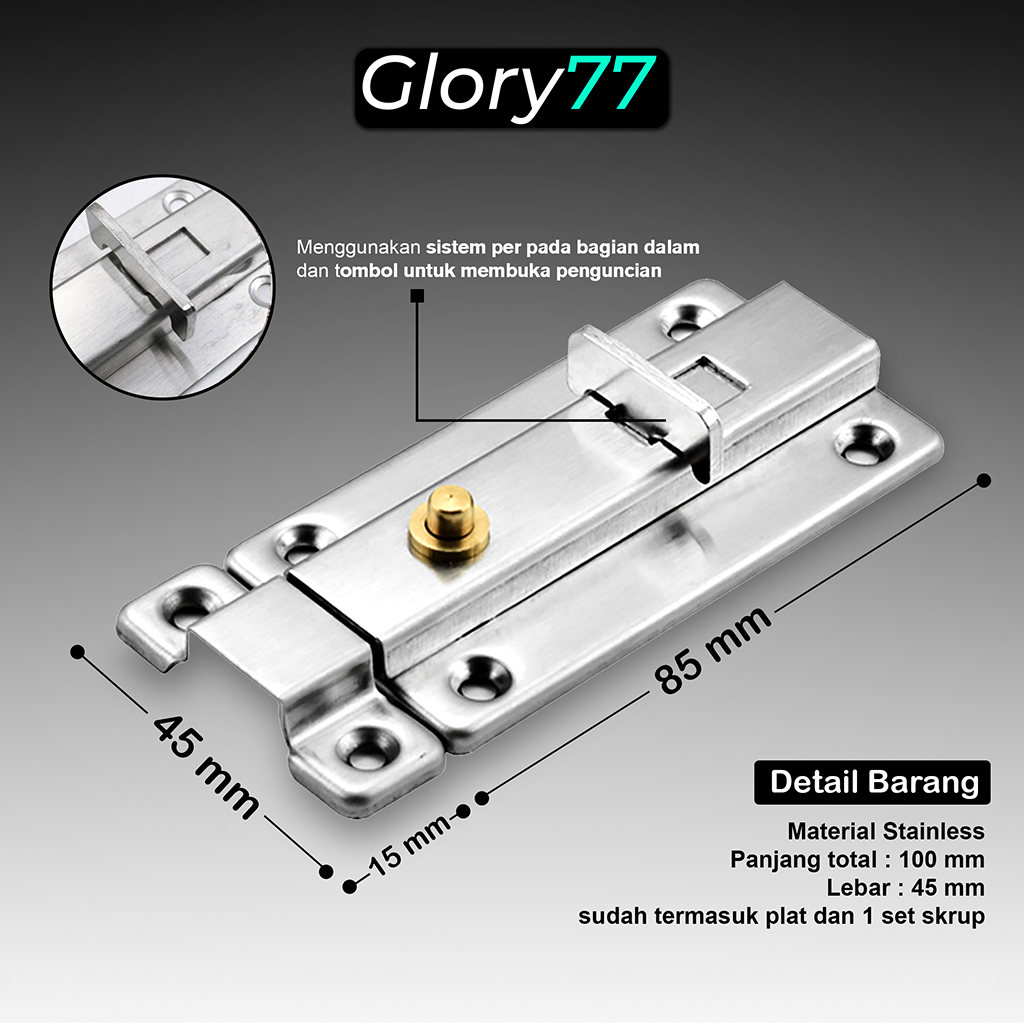 Glory77
Menggunakan sistem per pada bagian dalam
dan tombol untuk membuka penguncian
85 mm
45 mm
15 mm
Detail Barang
Material Stainless
Panjang total : 100 mm
Lebar : 45 mm
sudah termasuk plat dan 1 set skrup